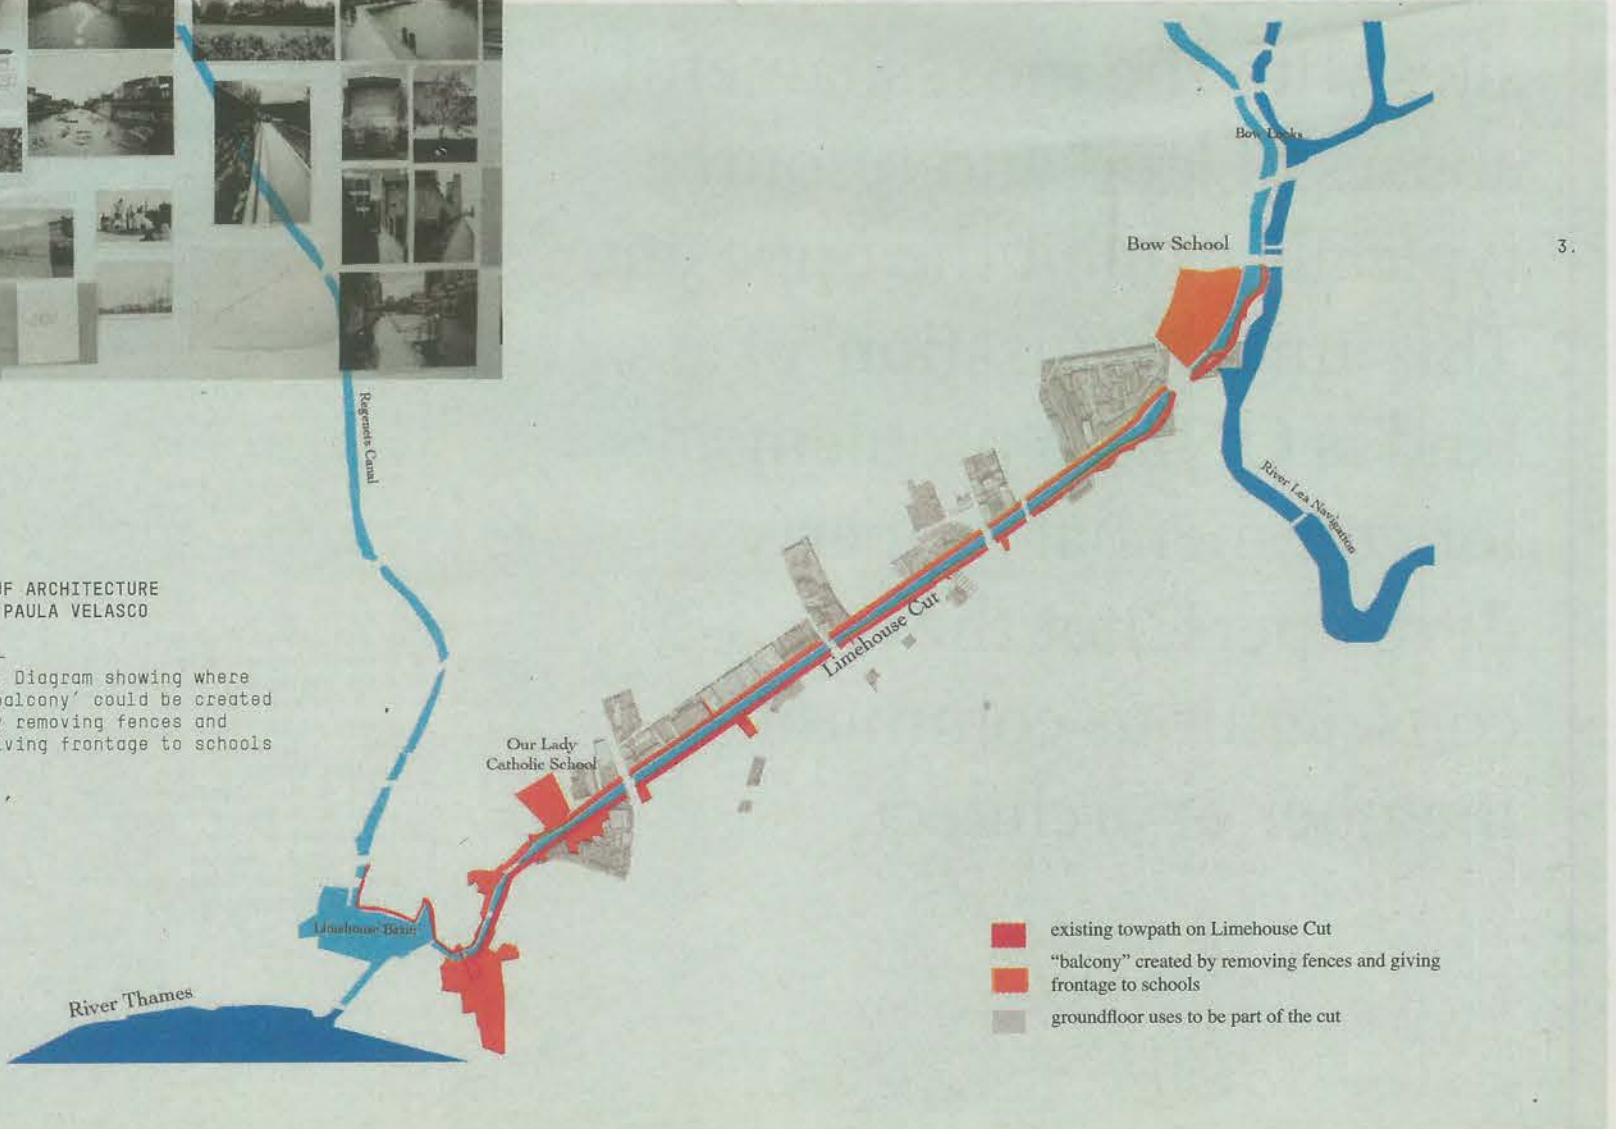 Bow Locks
Bow School
3.
Regenets Canal
River Lea Navigation
OF ARCHITECTURE
PAULA VELASCO
Diagram showing where
balcony' could be created
removing fences and
ving frontage to schools
Limehouse Cut
Our Lady
Catholic School
Limehouse Basin
River Thames
existing towpath on Limehouse Cut
“balcony” created by removing fences and giving
frontage to schools
groundfloor uses to be part of the cut